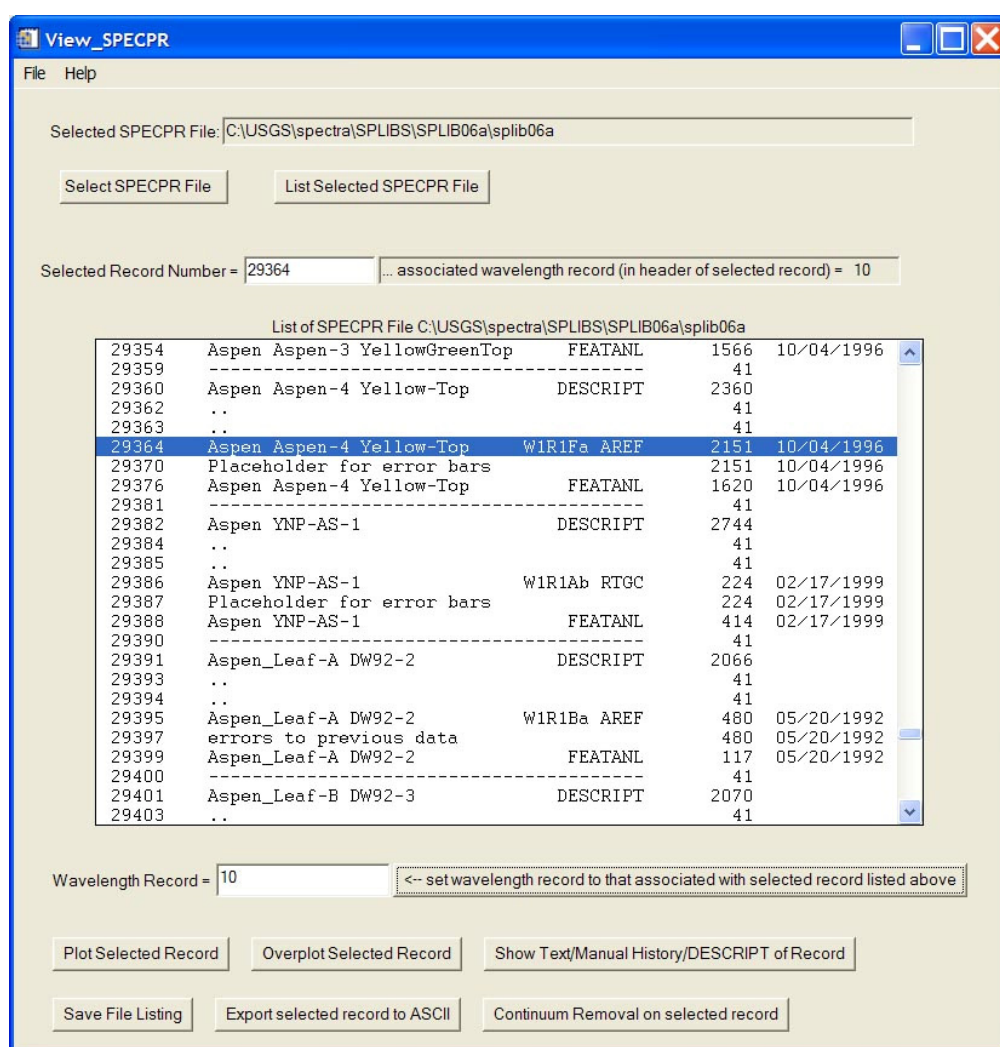 View_SPECPR
File Help
Selected SPECPR File: C:\USGS\spectra\SPLIBS\SPLIB06a\splib06a
Select SPECPR File List Selected SPECPR File
Selected Record Number = 29364 ... associated wavelength record (in header of selected record) = 10
List of SPECPR File C:\USGS\spectra\SPLIBS\SPLIB06a\splib06a
29354 Aspen Aspen-3 YellowGreenTop FEATANL 1566 10/04/1996
29359 ---------------------------------------- 41
29360 Aspen Aspen-4 Yellow-Top DESCRIPT 2360
29362 .. 41
29363 .. 41
29364 Aspen Aspen-4 Yellow-Top W1R1Fa AREF 2151 10/04/1996
29370 Placeholder for error bars 2151 10/04/1996
29376 Aspen Aspen-4 Yellow-Top FEATANL 1620 10/04/1996
29381 ---------------------------------------- 41
29382 Aspen YNP-AS-1 DESCRIPT 2744
29384 .. 41
29385 .. 41
29386 Aspen YNP-AS-1 W1R1Ab RTGC 224 02/17/1999
29387 Placeholder for error bars 224 02/17/1999
29388 Aspen YNP-AS-1 FEATANL 414 02/17/1999
29390 ---------------------------------------- 41
29391 Aspen_Leaf-A DW92-2 DESCRIPT 2066
29393 .. 41
29394 .. 41
29395 Aspen_Leaf-A DW92-2 W1R1Ba AREF 480 05/20/1992
29397 errors to previous data 480 05/20/1992
29399 Aspen_Leaf-A DW92-2 FEATANL 117 05/20/1992
29400 ---------------------------------------- 41
29401 Aspen_Leaf-B DW92-3 DESCRIPT 2070
29403 .. 41
Wavelength Record = 10 <-- set wavelength record to that associated with selected record listed above
Plot Selected Record Overplot Selected Record Show Text/Manual History/DESCRIPT of Record
Save File Listing Export selected record to ASCII Continuum Removal on selected record